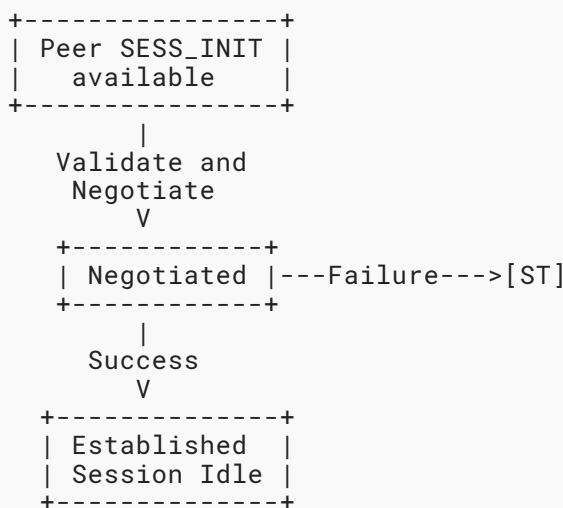 +----------------+
| Peer SESS_INIT |
|   available    |
+----------------+
        |
   Validate and
    Negotiate
        V
   +------------+
   | Negotiated |---Failure--->[ST]
   +------------+
        |
     Success
        V
  +--------------+
  | Established  |
  | Session Idle |
  +--------------+